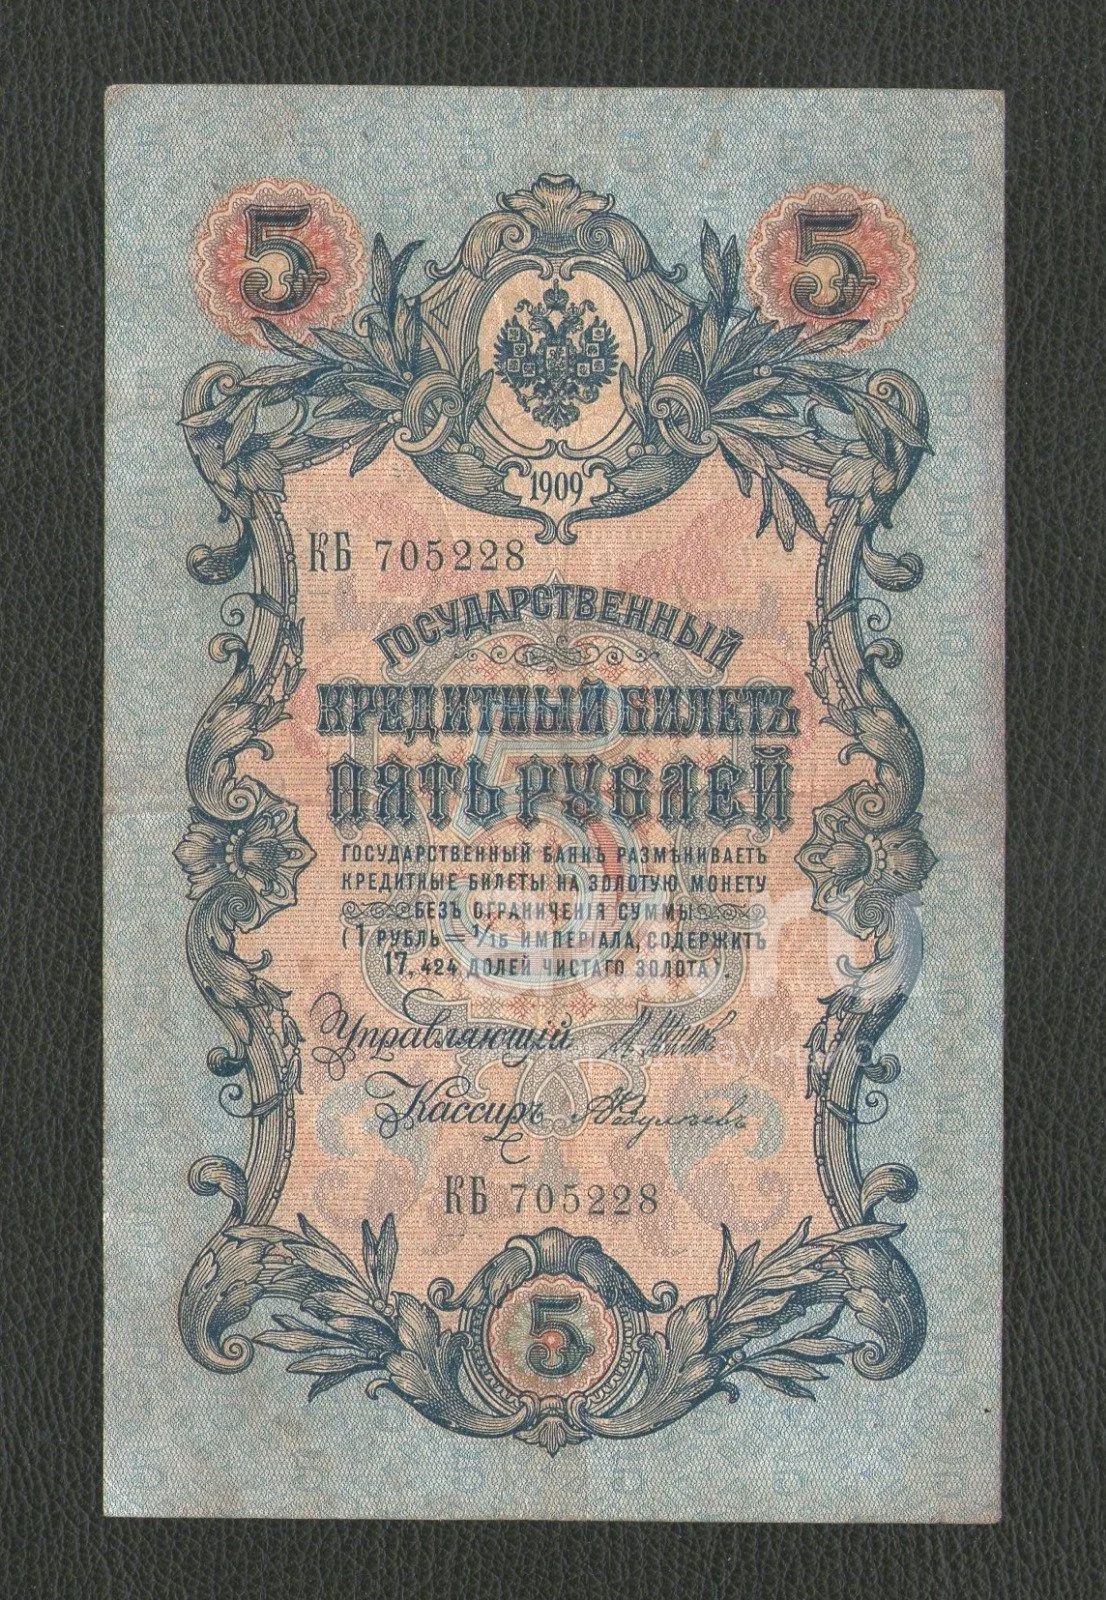 5 5
1909
КБ 705228
ГОСУДАРСТВЕННЫЙ
КРЕДИТНЫЙ БИЛЕТЪ
ПЯТЬ РУБЛЕЙ
5
ГОСУДАРСТВЕННЫЙ БАНКЪ РАЗМѢНИВАЕТЪ
КРЕДИТНЫЕ БИЛЕТЫ НА ЗОЛОТУЮ МОНЕТУ
БЕЗЪ ОГРАНИЧЕНІЯ СУММЫ
(1 РУБЛЬ = 1/15 ИМПЕРІАЛА, СОДЕРЖИТЪ
17,424 ДОЛЕЙ ЧИСТАГО ЗОЛОТА).
Управляющій
Кассиръ
КБ 705228
5